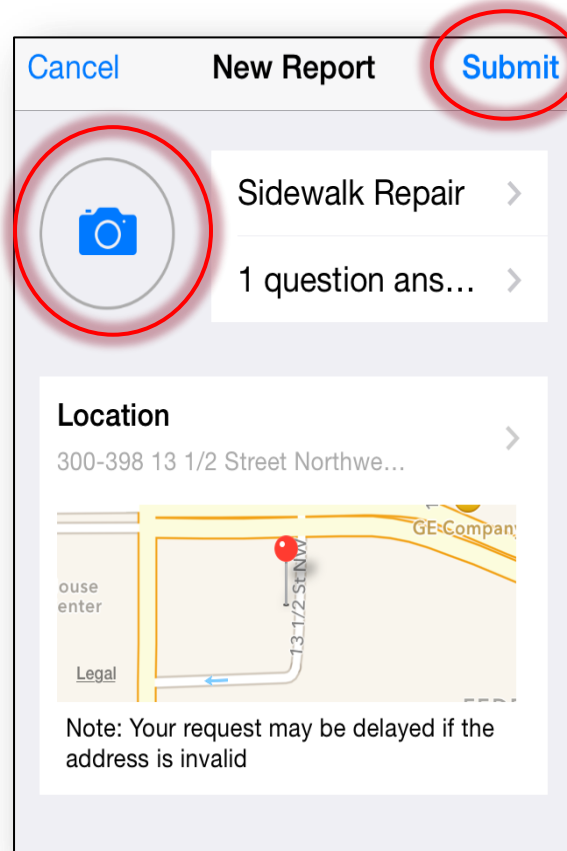 Cancel New Report Submit
Sidewalk Repair
1 question ans...
Location
300-398 13 1/2 Street Northwe...
GE Company
ouse
enter
13 1/2 St NW
Legal
Note: Your request may be delayed if the
address is invalid